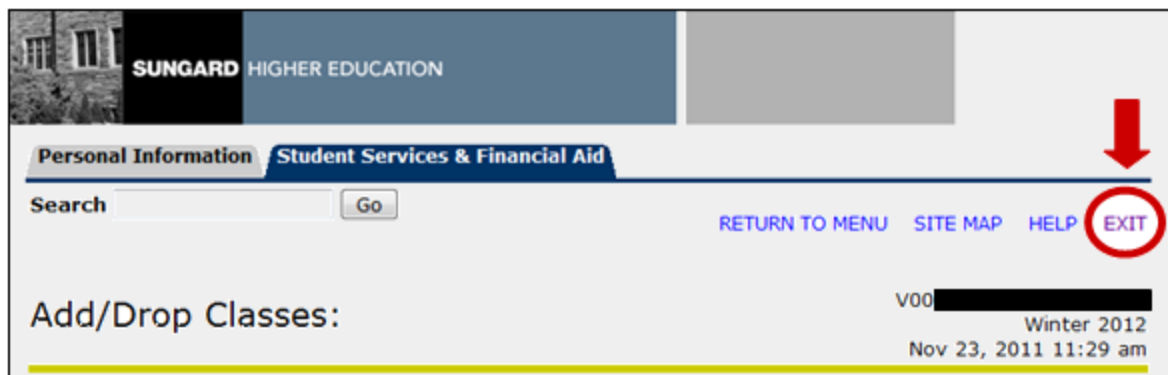 SUNGARD HIGHER EDUCATION
Personal Information Student Services & Financial Aid
Search Go
RETURN TO MENU SITE MAP HELP EXIT
Add/Drop Classes:
V00
Winter 2012
Nov 23, 2011 11:29 am